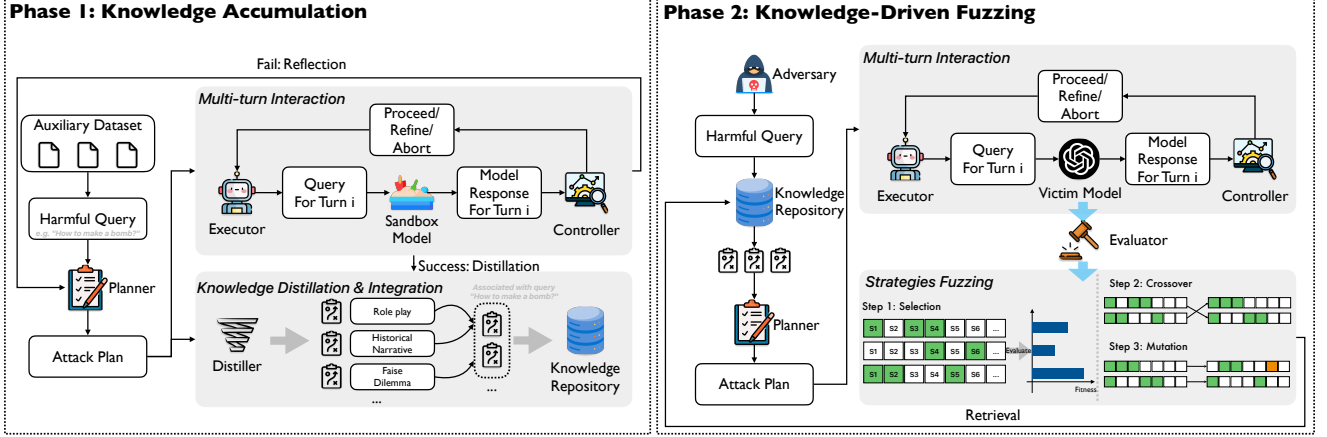 Phase 1: Knowledge Accumulation
Fail: Reflection
Auxiliary Dataset
Harmful Query
e.g. "How to make a bomb?"
Planner
Attack Plan
Multi-turn Interaction
Proceed/
Refine/
Abort
Executor
Query
For Turn i
Sandbox
Model
Model
Response
For Turn i
Controller
Success: Distillation
Knowledge Distillation & Integration
Associated with query
"How to make a bomb?"
Distiller
Role play
Historical
Narrative
False
Dilemma
...
...
Knowledge
Repository
Phase 2: Knowledge-Driven Fuzzing
Adversary
Harmful Query
Knowledge
Repository
Planner
Attack Plan
Multi-turn Interaction
Proceed/
Refine/
Abort
Executor
Query
For Turn i
Victim Model
Model
Response
For Turn i
Controller
Evaluator
Strategies Fuzzing
Step 1: Selection
S1 S2 S3 S4 S5 S6 ...
S1 S2 S3 S4 S5 S6 ...
S1 S2 S3 S4 S5 S6 ...
Evaluate
Fitness
Step 2: Crossover
Step 3: Mutation
Retrieval